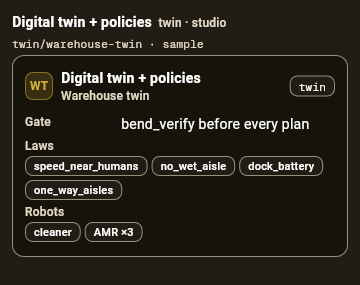 Digital twin + policies twin · studio
twin/warehouse-twin · sample
WT
Digital twin + policies
Warehouse twin
twin
Gate bend_verify before every plan
Laws
speed_near_humans no_wet_aisle dock_battery
one_way_aisles
Robots
cleaner AMR ×3